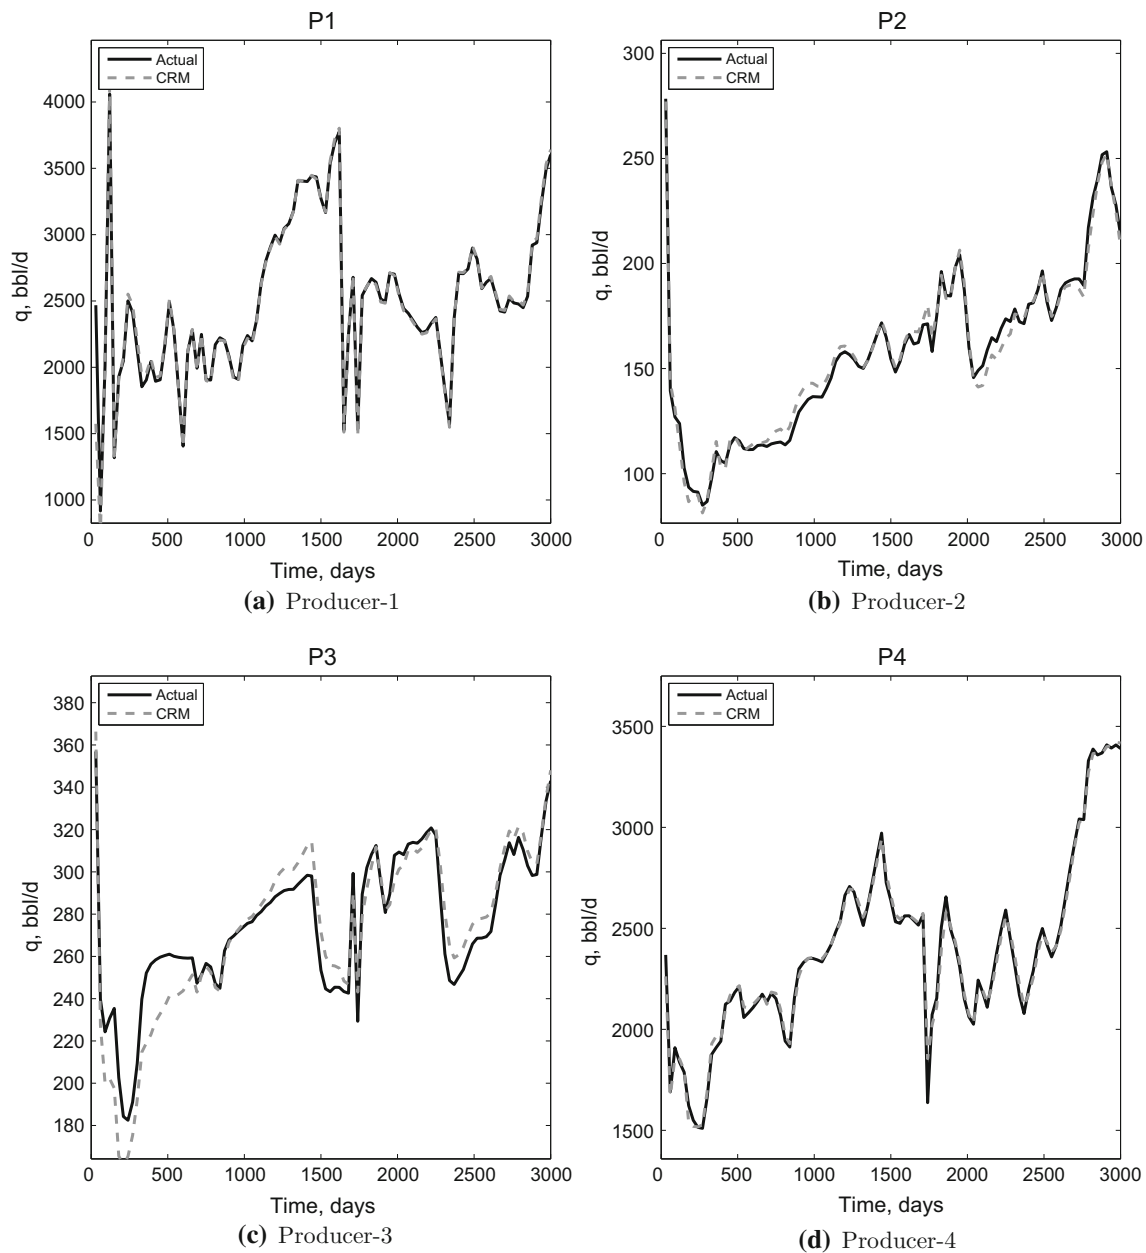 P1
Actual
CRM
4000
3500
3000
2500
2000
1500
1000
q, bbl/d
0 500 1000 1500 2000 2500 3000
Time, days
(a) Producer-1
P2
Actual
CRM
300
250
200
150
100
q, bbl/d
0 500 1000 1500 2000 2500 3000
Time, days
(b) Producer-2
P3
Actual
CRM
380
360
340
320
300
280
260
240
220
200
180
q, bbl/d
0 500 1000 1500 2000 2500 3000
Time, days
(c) Producer-3
P4
Actual
CRM
3500
3000
2500
2000
1500
q, bbl/d
0 500 1000 1500 2000 2500 3000
Time, days
(d) Producer-4